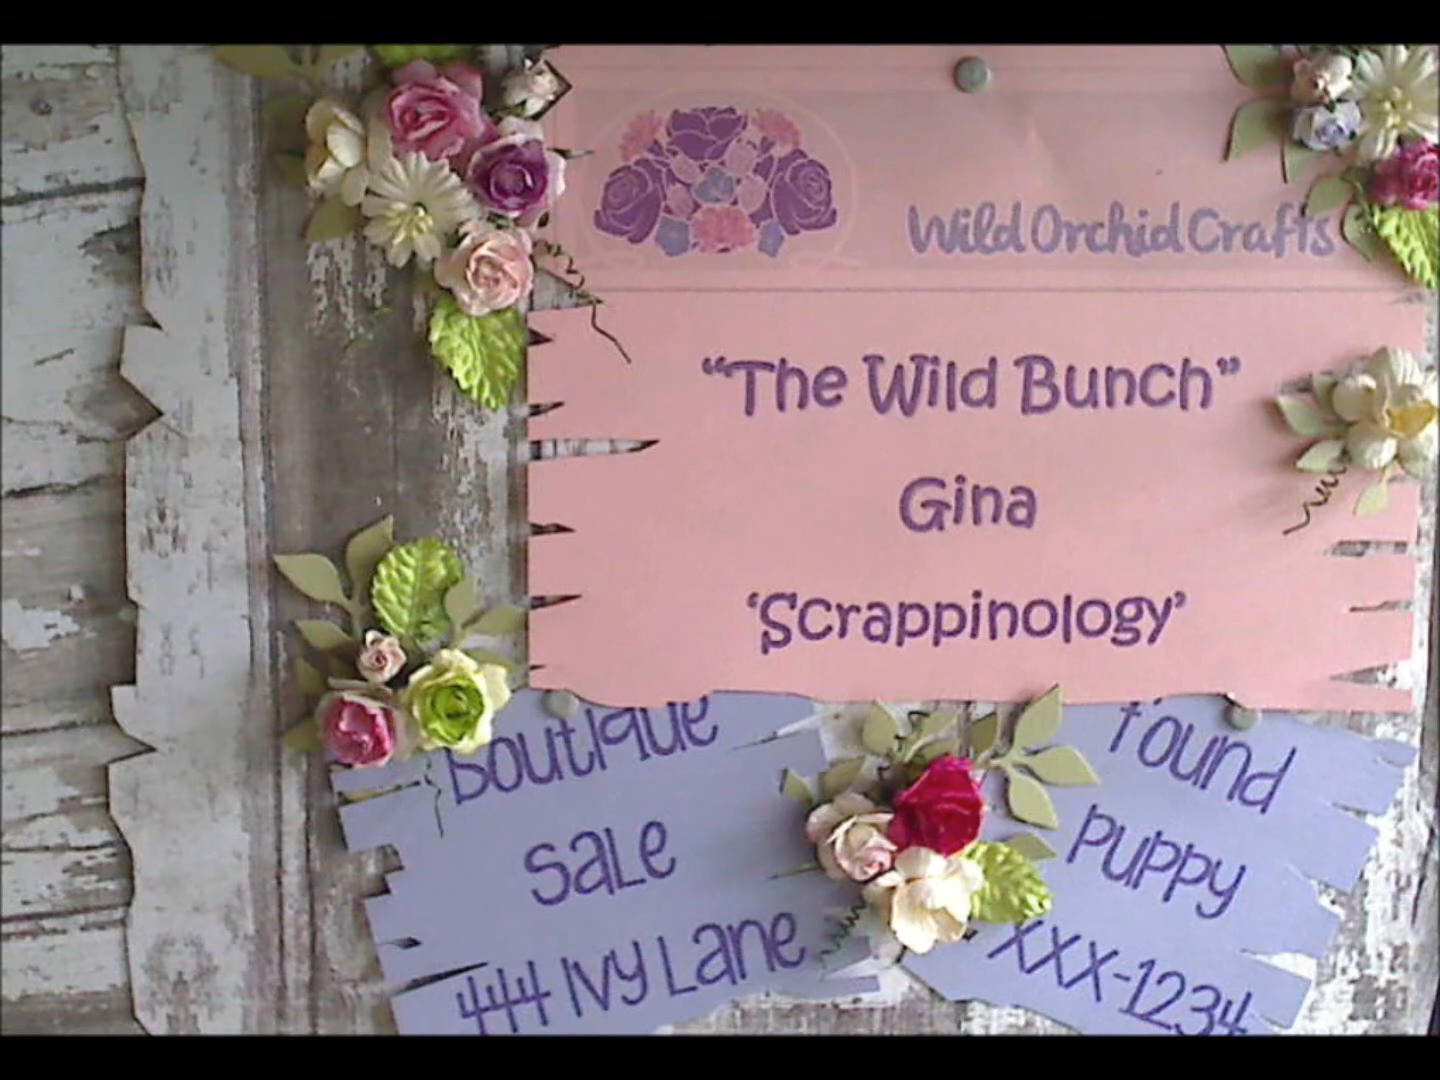 Wild Orchid Crafts
“The Wild Bunch”
Gina
‘Scrappinology’
Boutique
Sale
444 Ivy Lane
Found
Puppy
XXX-1234